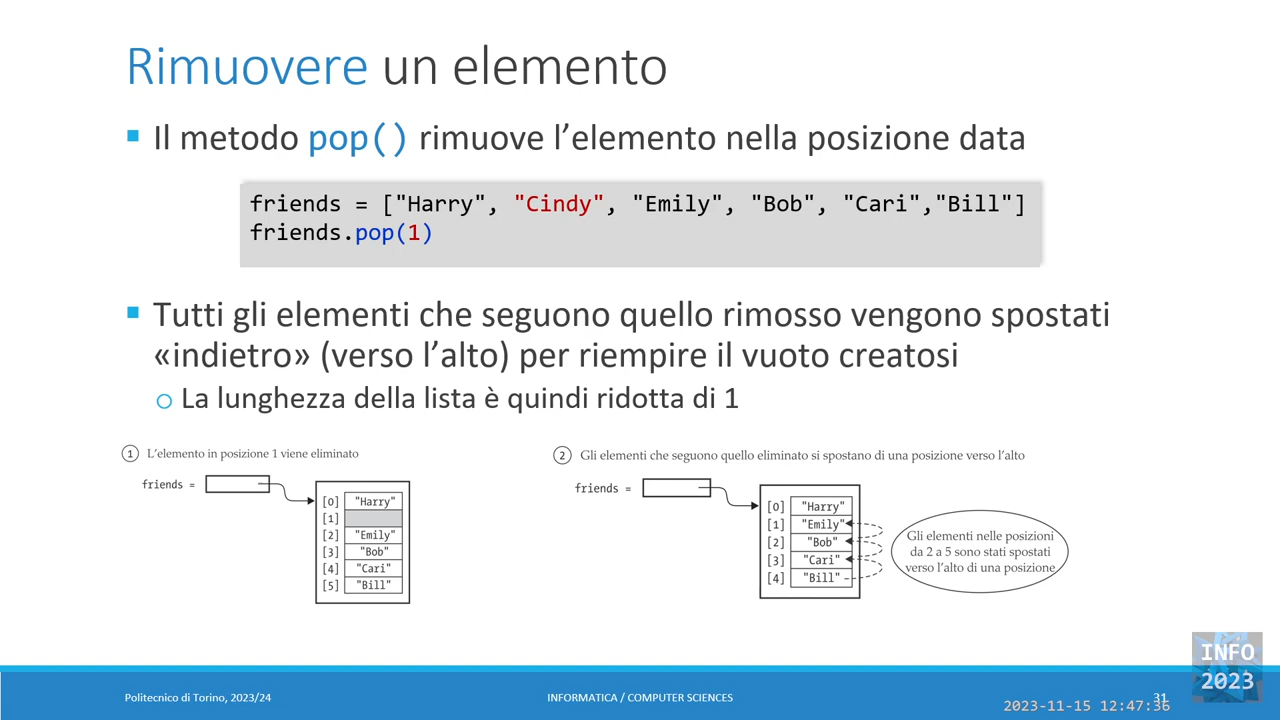 Rimuovere un elemento
Il metodo pop() rimuove l’elemento nella posizione data
friends = ["Harry", "Cindy", "Emily", "Bob", "Cari","Bill"]
friends.pop(1)
Tutti gli elementi che seguono quello rimosso vengono spostati
«indietro» (verso l’alto) per riempire il vuoto creatosi
La lunghezza della lista è quindi ridotta di 1
1 L’elemento in posizione 1 viene eliminato
friends =
[0] "Harry"
[1]
[2] "Emily"
[3] "Bob"
[4] "Cari"
[5] "Bill"
2 Gli elementi che seguono quello eliminato si spostano di una posizione verso l’alto
friends =
[0] "Harry"
[1] "Emily"
[2] "Bob"
[3] "Cari"
[4] "Bill"
Gli elementi nelle posizioni
da 2 a 5 sono stati spostati
verso l’alto di una posizione
INFO
2023
Politecnico di Torino, 2023/24
INFORMATICA / COMPUTER SCIENCES
31
2023-11-15 12:47:36